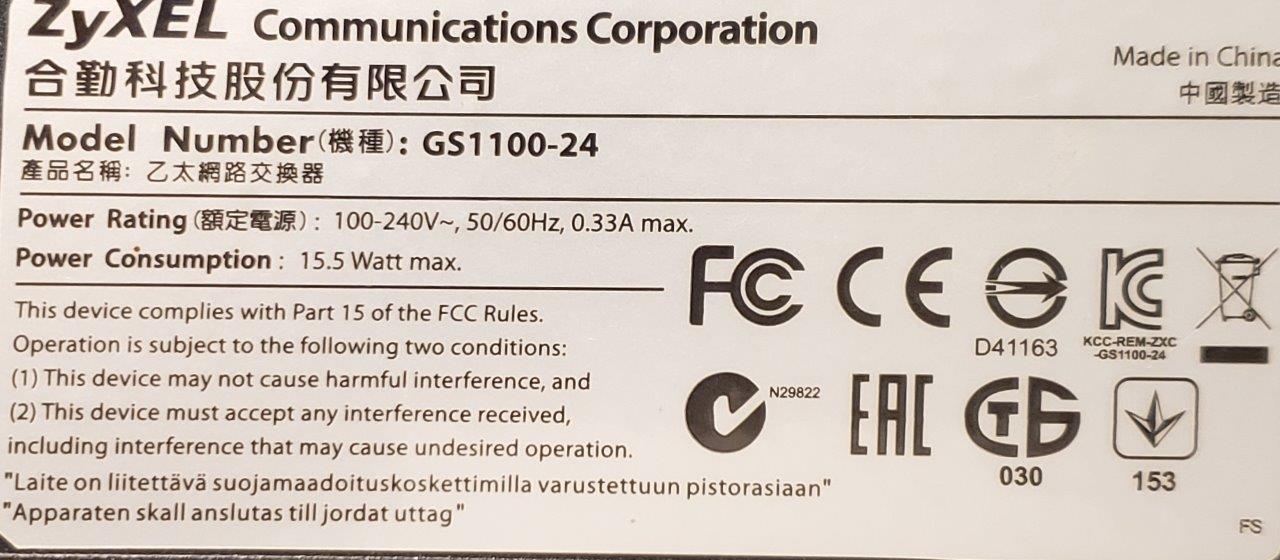 ZyXEL Communications Corporation
合勤科技股份有限公司
Made in China
中國製造
Model Number(機種): GS1100-24
產品名稱: 乙太網路交換器
Power Rating (額定電源) : 100-240V~, 50/60Hz, 0.33A max.
Power Consumption : 15.5 Watt max.
This device complies with Part 15 of the FCC Rules.
Operation is subject to the following two conditions:
(1) This device may not cause harmful interference, and
(2) This device must accept any interference received,
including interference that may cause undesired operation.
"Laite on liitettävä suojamaadoituskoskettimilla varustettuun pistorasiaan"
"Apparaten skall anslutas till jordat uttag"
FC CE
D41163
KC
KCC-REM-ZXC
-GS1100-24
N29822
EAC
СТБ
030
153
FS